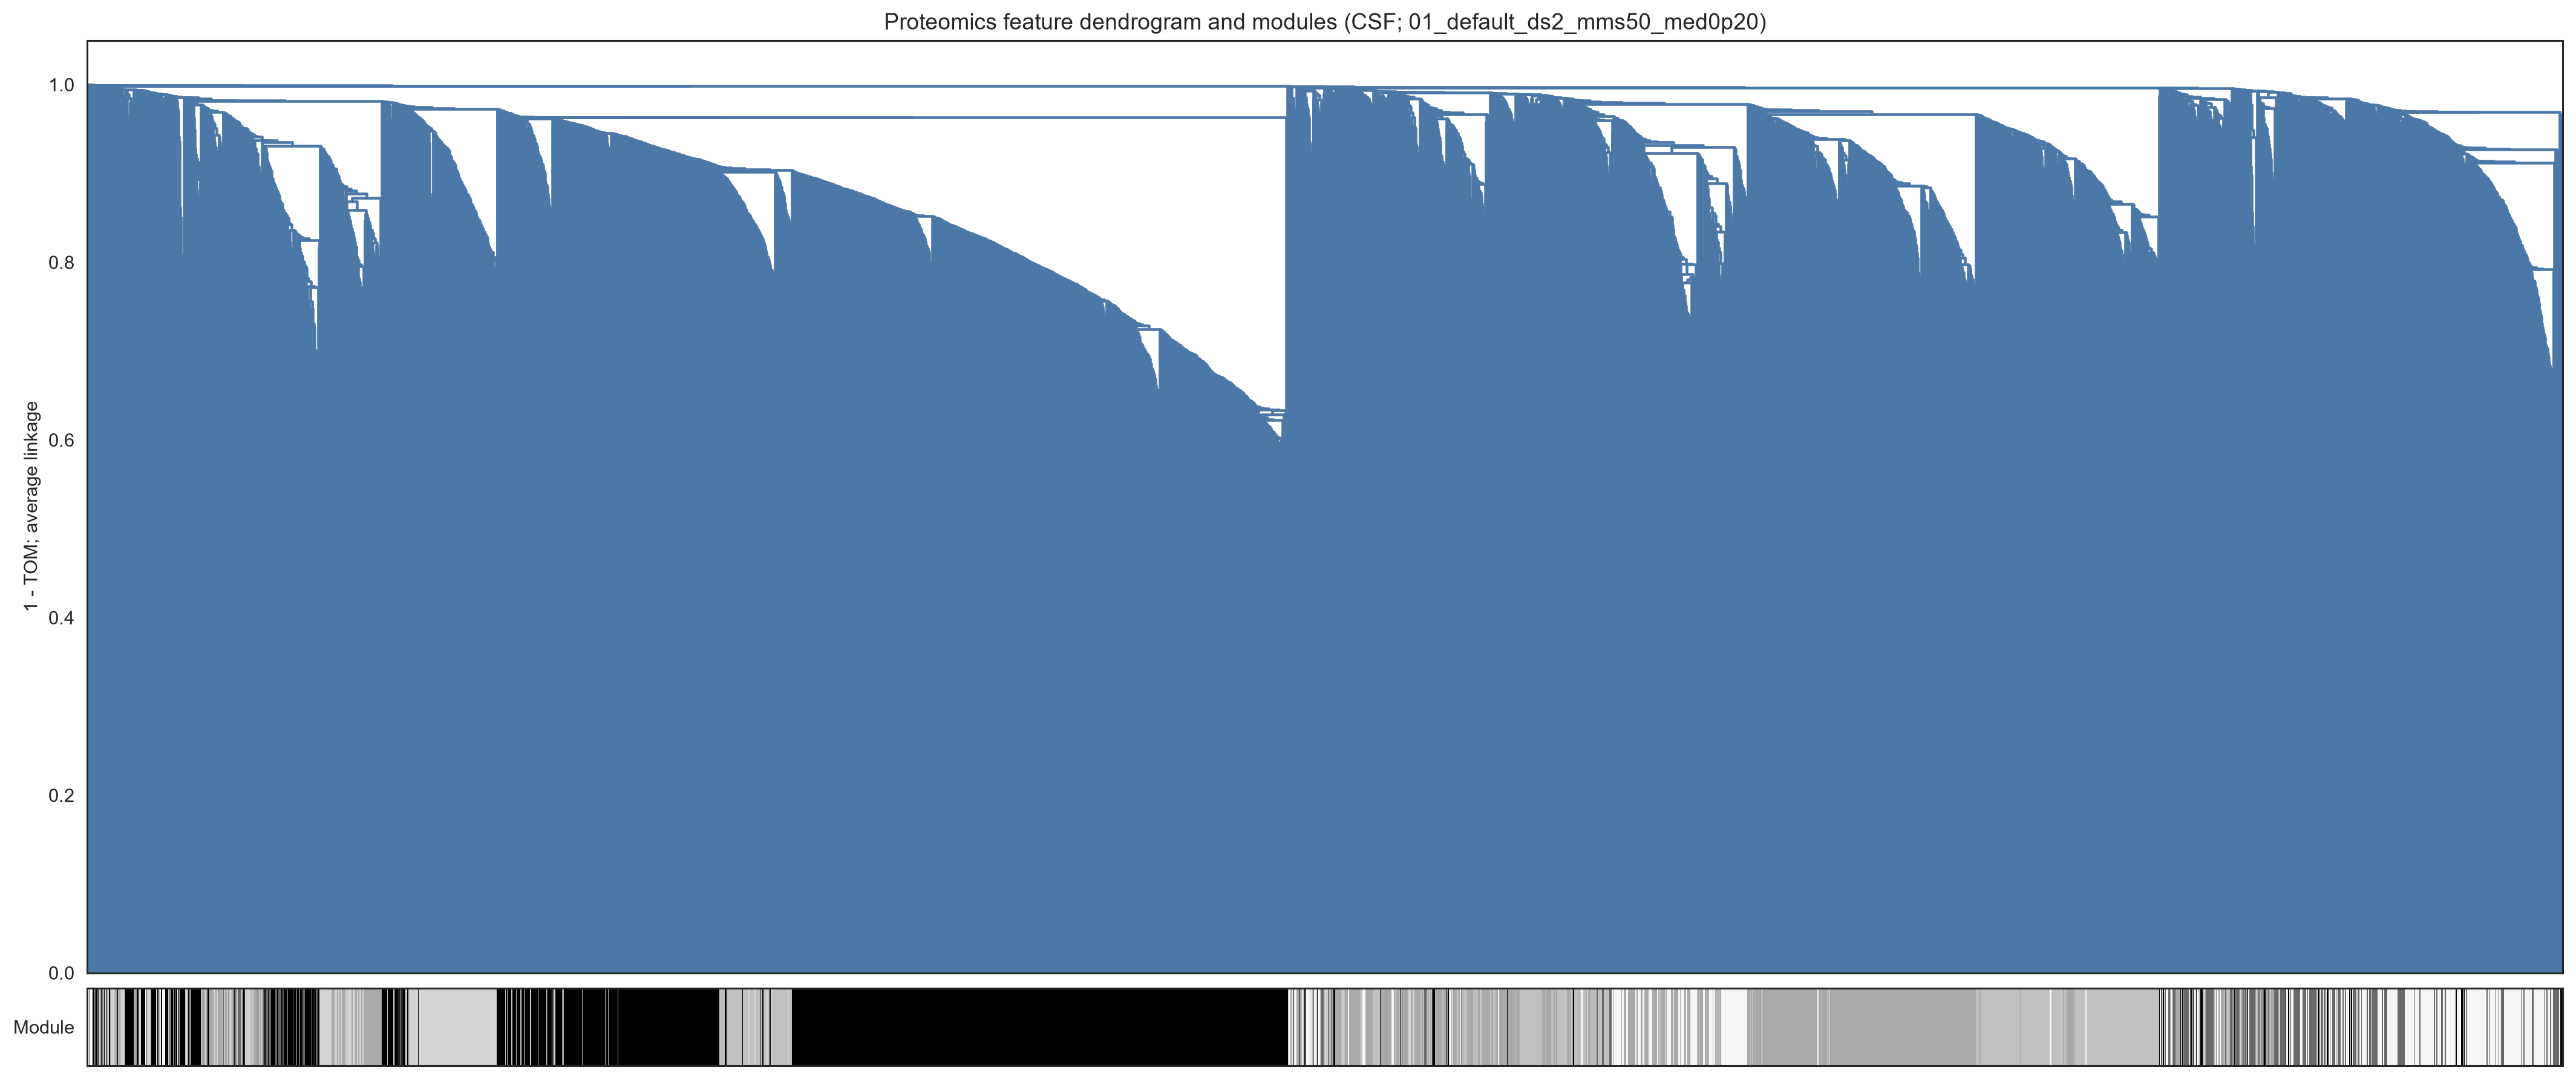 Proteomics feature dendrogram and modules (CSF; 01_default_ds2_mms50_med0p20)
1 - TOM; average linkage
1.0
0.8
0.6
0.4
0.2
0.0
Module